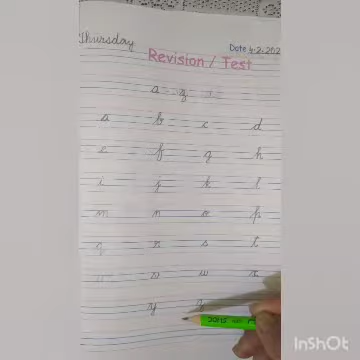 Thursday
Date 4.2.202
Revision / Test
a - z
a b c d
e f g h
i j k l
m n o p
q r s t
u v w x
y z
InShOt